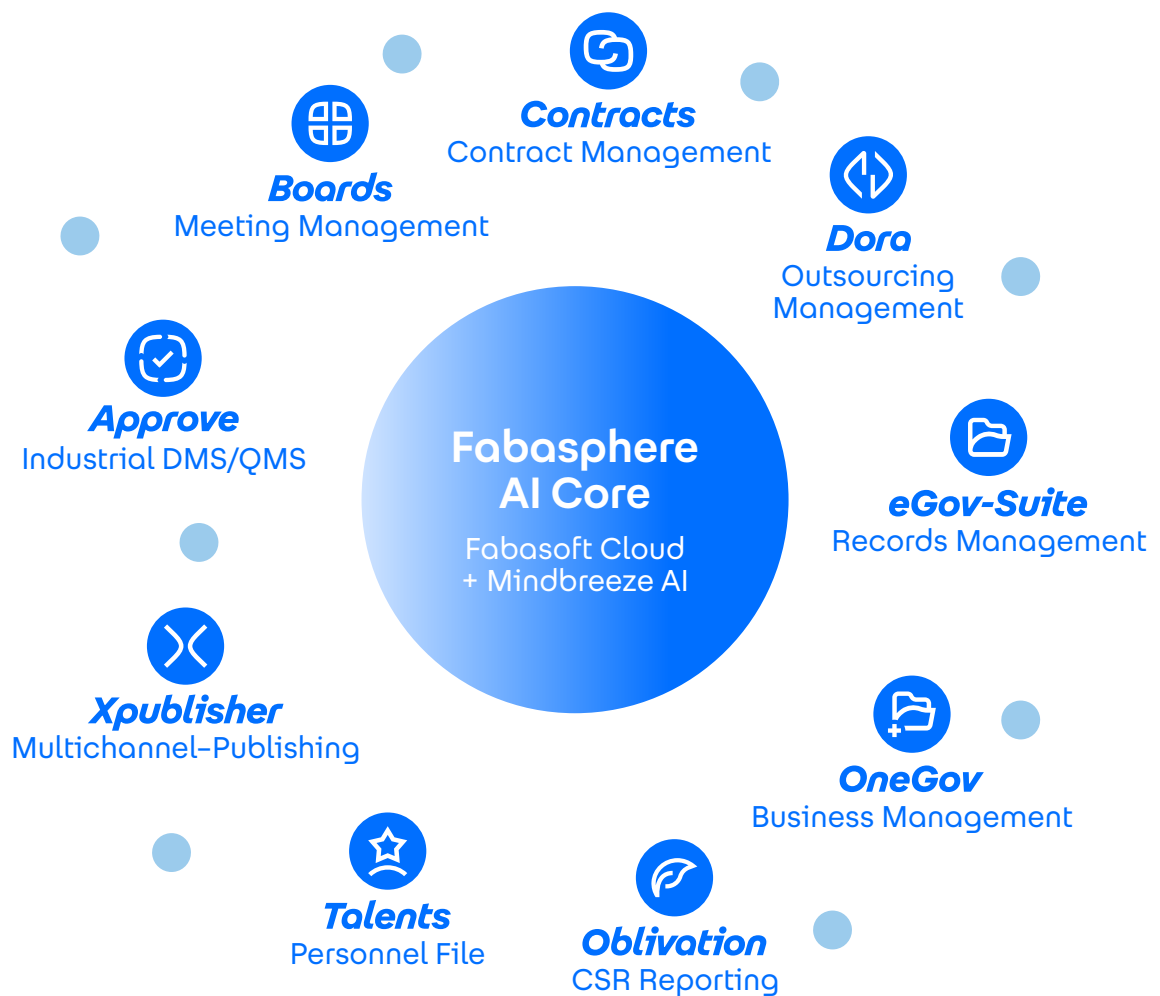 Contracts
Contract Management
Boards
Meeting Management
Dora
Outsourcing
Management
Approve
Industrial DMS/QMS
Fabasphere
AI Core
Fabasoft Cloud
+ Mindbreeze AI
eGov-Suite
Records Management
Xpublisher
Multichannel–Publishing
OneGov
Business Management
Talents
Personnel File
Oblivation
CSR Reporting